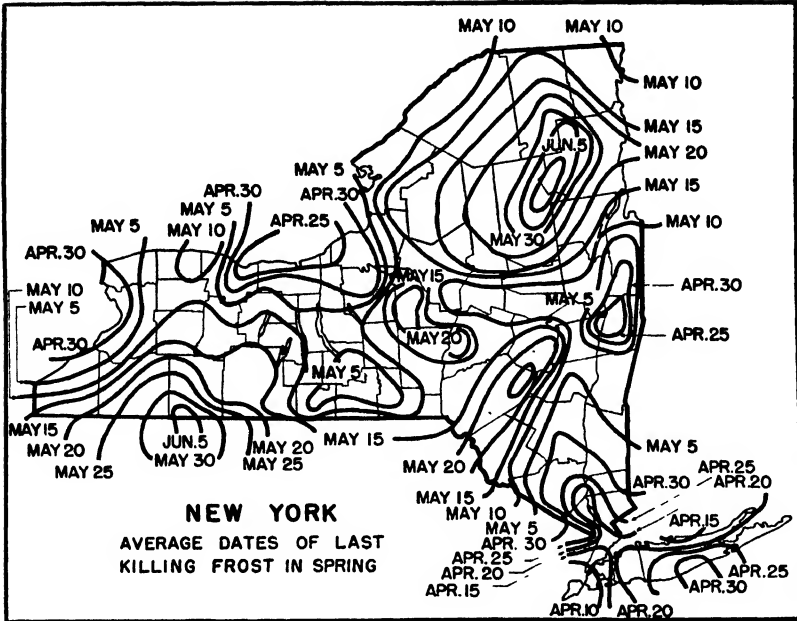 MAY 10
MAY 10
MAY 10
MAY 15
MAY 20
MAY 15
MAY 10
JUN.5
MAY 5
APR.30
APR.30
MAY 5
APR.25
MAY 5
MAY 10
APR.30
MAY 30
MAY 15
MAY 10
MAY 5
APR.30
MAY 5
APR.30
APR.25
MAY 20
MAY 5
MAY 15
MAY 20
MAY 25
JUN.5
MAY 30
MAY 20
MAY 25
MAY 15
MAY 20
MAY 15
MAY 10
MAY 5
APR. 30
APR.25
APR. 20
APR.15
MAY 5
APR.30
APR.25
APR.20
APR.15
APR.25
APR.30
APR.20
APR.10
NEW YORK
AVERAGE DATES OF LAST
KILLING FROST IN SPRING